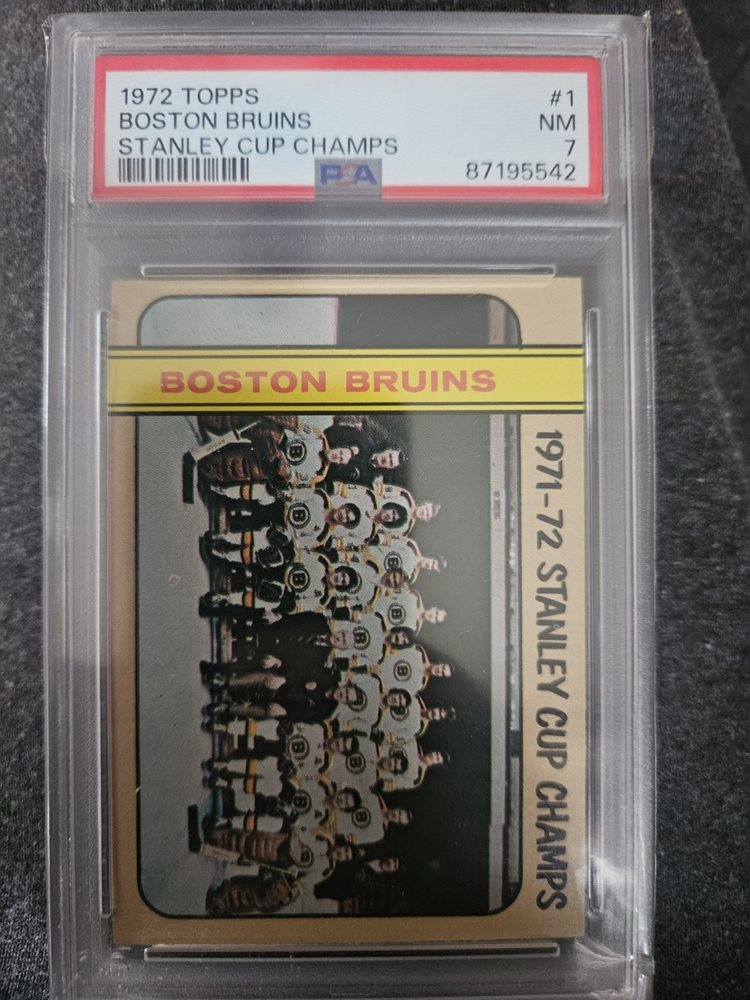 1972 TOPPS #1
BOSTON BRUINS NM
STANLEY CUP CHAMPS 7
PSA 87195542
BOSTON BRUINS
1971-72 STANLEY CUP CHAMPS